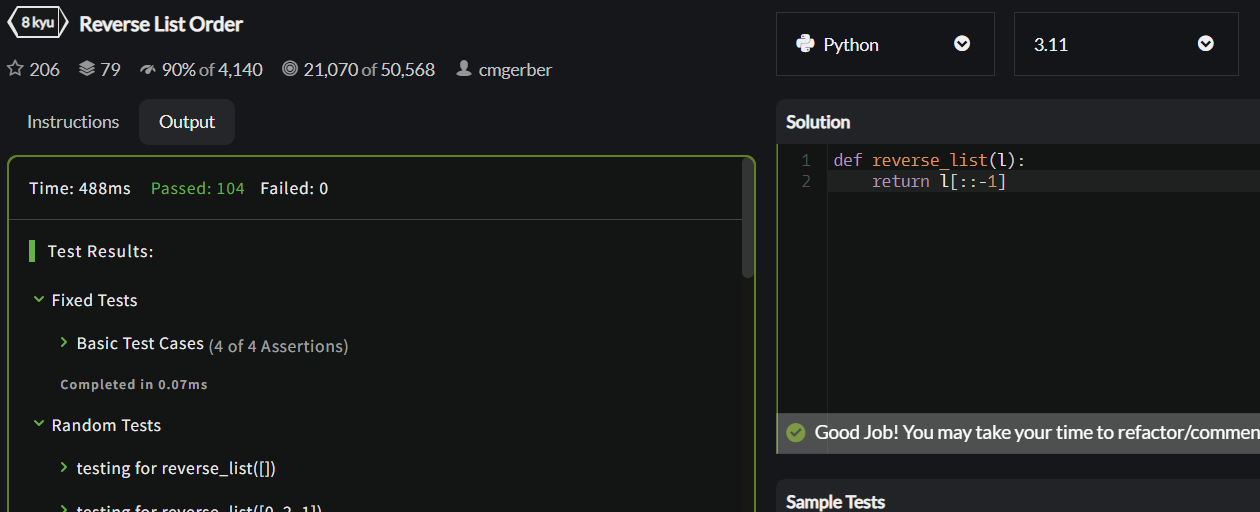 8 kyu Reverse List Order
206 79 90% of 4,140 21,070 of 50,568 cmgerber
Instructions Output
Time: 488ms Passed: 104 Failed: 0
Test Results:
Fixed Tests
Basic Test Cases (4 of 4 Assertions)
Completed in 0.07ms
Random Tests
testing for reverse_list([])
testing for reverse_list([0, 2, 1])
Python 3.11
Solution
1 def reverse_list(l):
2     return l[::-1]
Good Job! You may take your time to refactor/commen
Sample Tests